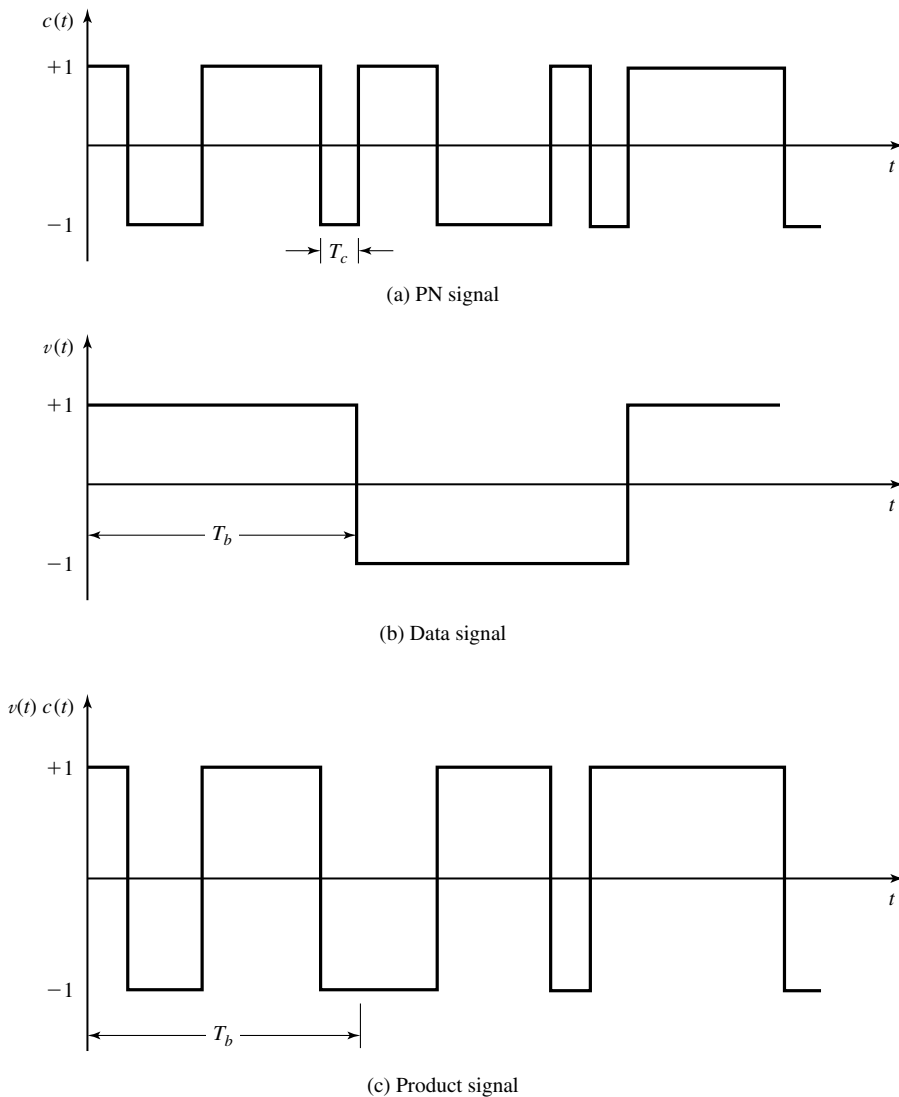 c(t)
+1
t
−1
T_c
(a) PN signal
v(t)
+1
t
T_b
−1
(b) Data signal
v(t) c(t)
+1
t
−1
T_b
(c) Product signal